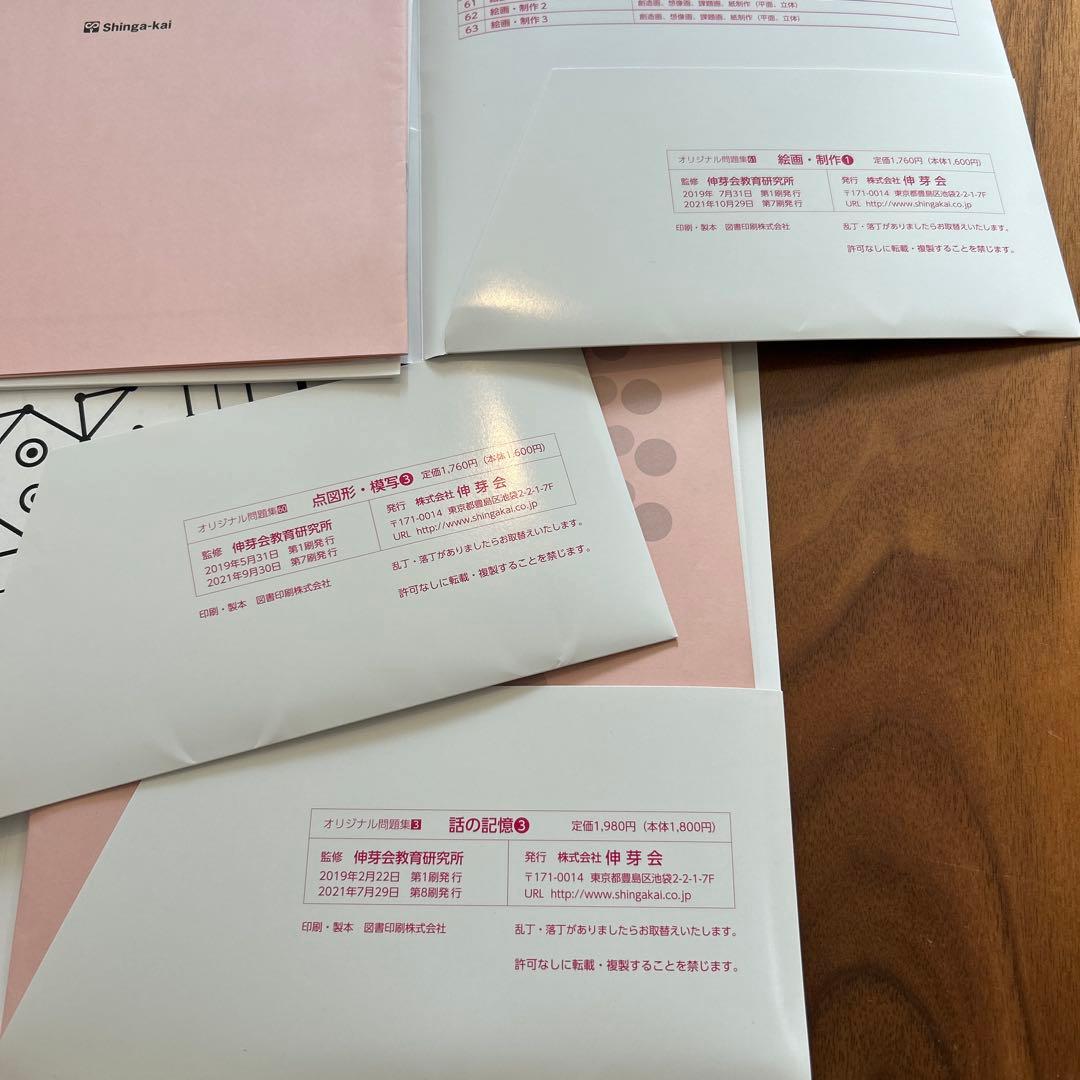 Shinga-kai
61
62 絵画・制作2 創造画、想像画、課題画、紙制作（平面、立体）
63 絵画・制作3 創造画、想像画、課題画、紙制作（平面、立体）
オリジナル問題集61 絵画・制作❶ 定価1,760円（本体1,600円）
監修 伸芽会教育研究所
2019年 7月31日 第1刷発行
2021年10月29日 第7刷発行
発行 株式会社 伸芽会
〒171-0014 東京都豊島区池袋2-2-1-7F
URL http://www.shingakai.co.jp
印刷・製本 図書印刷株式会社
乱丁・落丁がありましたらお取替えいたします。
許可なしに転載・複製することを禁じます。
オリジナル問題集60 点図形・模写❸ 定価1,760円（本体1,600円）
監修 伸芽会教育研究所
2019年5月31日 第1刷発行
2021年9月30日 第7刷発行
発行 株式会社 伸芽会
〒171-0014 東京都豊島区池袋2-2-1-7F
URL http://www.shingakai.co.jp
印刷・製本 図書印刷株式会社
乱丁・落丁がありましたらお取替えいたします。
許可なしに転載・複製することを禁じます。
オリジナル問題集3 話の記憶❸ 定価1,980円（本体1,800円）
監修 伸芽会教育研究所
2019年2月22日 第1刷発行
2021年7月29日 第8刷発行
発行 株式会社 伸芽会
〒171-0014 東京都豊島区池袋2-2-1-7F
URL http://www.shingakai.co.jp
印刷・製本 図書印刷株式会社
乱丁・落丁がありましたらお取替えいたします。
許可なしに転載・複製することを禁じます。